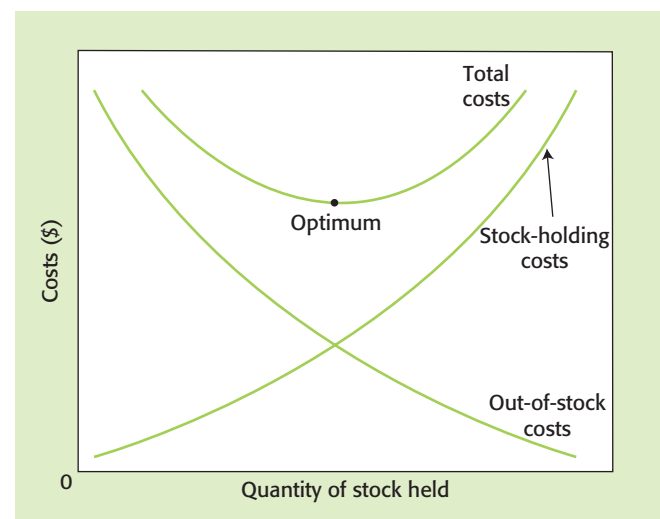 Total
costs
Optimum
Stock-holding
costs
Costs ($)
Out-of-stock
costs
0
Quantity of stock held